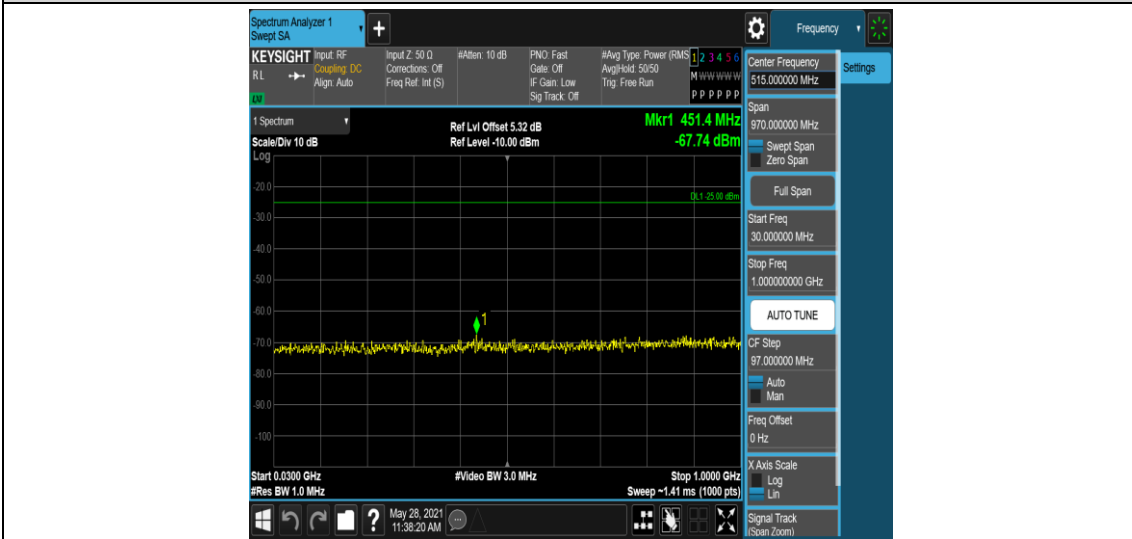 Spectrum Analyzer 1
Swept SA
+
Frequency
KEYSIGHT
RL
Input: RF
Coupling: DC
Align: Auto
Input Z: 50 Ω
Corrections: Off
Freq Ref: Int (S)
#Atten: 10 dB
PNO: Fast
Gate: Off
IF Gain: Low
Sig Track: Off
#Avg Type: Power (RMS
Avg|Hold: 50/50
Trig: Free Run
1 2 3 4 5 6
M W W W W W
P P P P P P
1 Spectrum
Scale/Div 10 dB
Log
Ref Lvl Offset 5.32 dB
Ref Level -10.00 dBm
Mkr1 451.4 MHz
-67.74 dBm
-20.0
DL1 -25.00 dBm
-30.0
-40.0
-50.0
-60.0
1
-70.0
-80.0
-90.0
-100
Start 0.0300 GHz
#Res BW 1.0 MHz
#Video BW 3.0 MHz
Stop 1.0000 GHz
Sweep ~1.41 ms (1000 pts)
?
May 28, 2021
11:38:20 AM
Center Frequency
515.000000 MHz
Settings
Span
970.000000 MHz
Swept Span
Zero Span
Full Span
Start Freq
30.000000 MHz
Stop Freq
1.000000000 GHz
AUTO TUNE
CF Step
97.000000 MHz
Auto
Man
Freq Offset
0 Hz
X Axis Scale
Log
Lin
Signal Track
(Span Zoom)